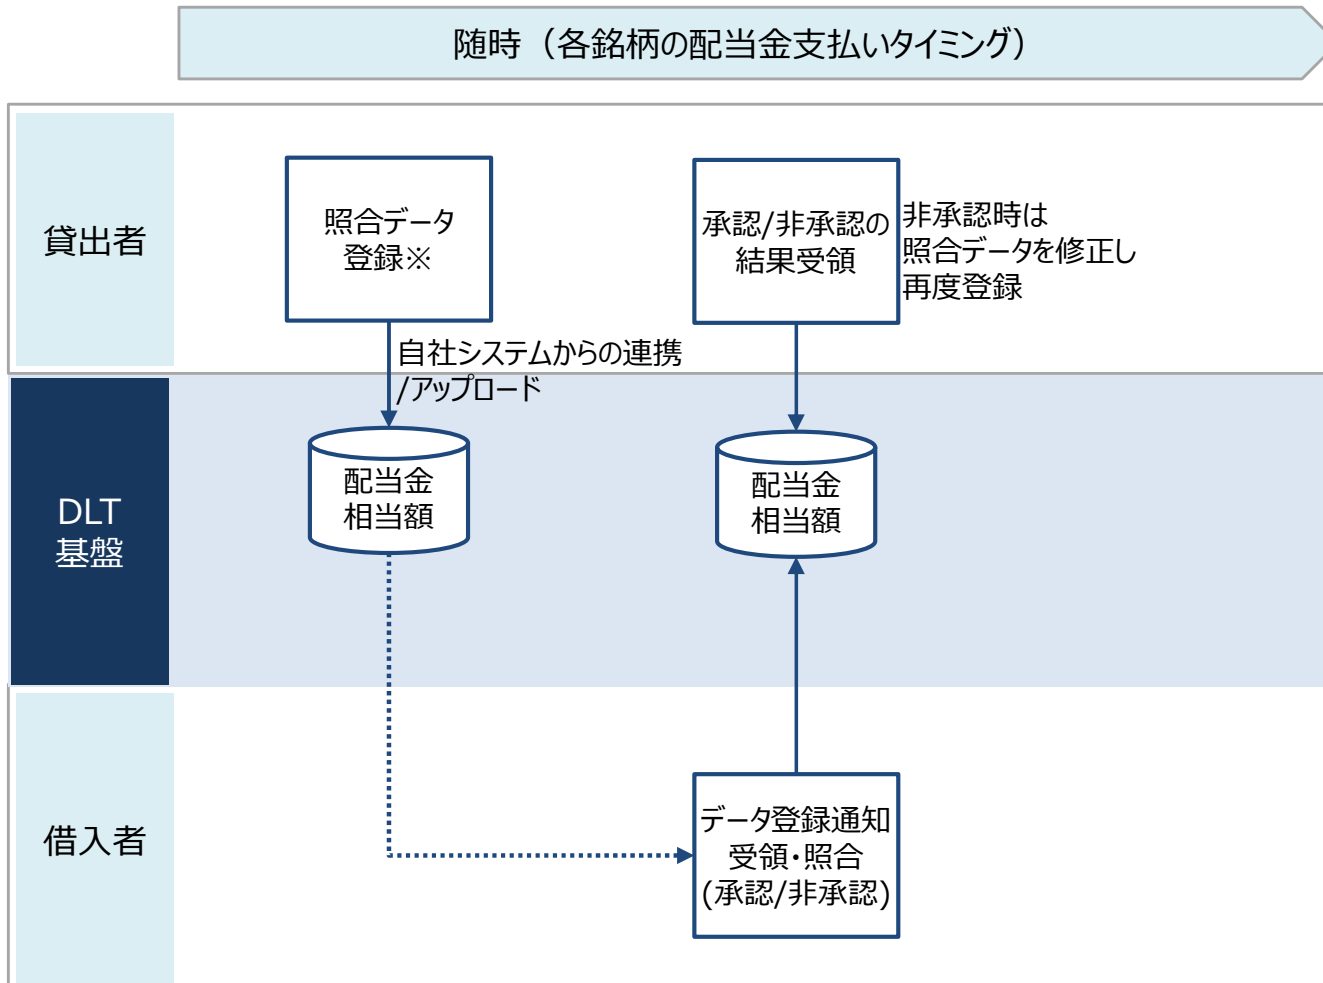 随時（各銘柄の配当金支払いタイミング）
貸出者
照合データ
登録※
承認/非承認の
結果受領
非承認時は
照合データを修正し
再度登録
自社システムからの連携
/アップロード
DLT
基盤
配当金
相当額
配当金
相当額
借入者
データ登録通知
受領・照合
(承認/非承認)